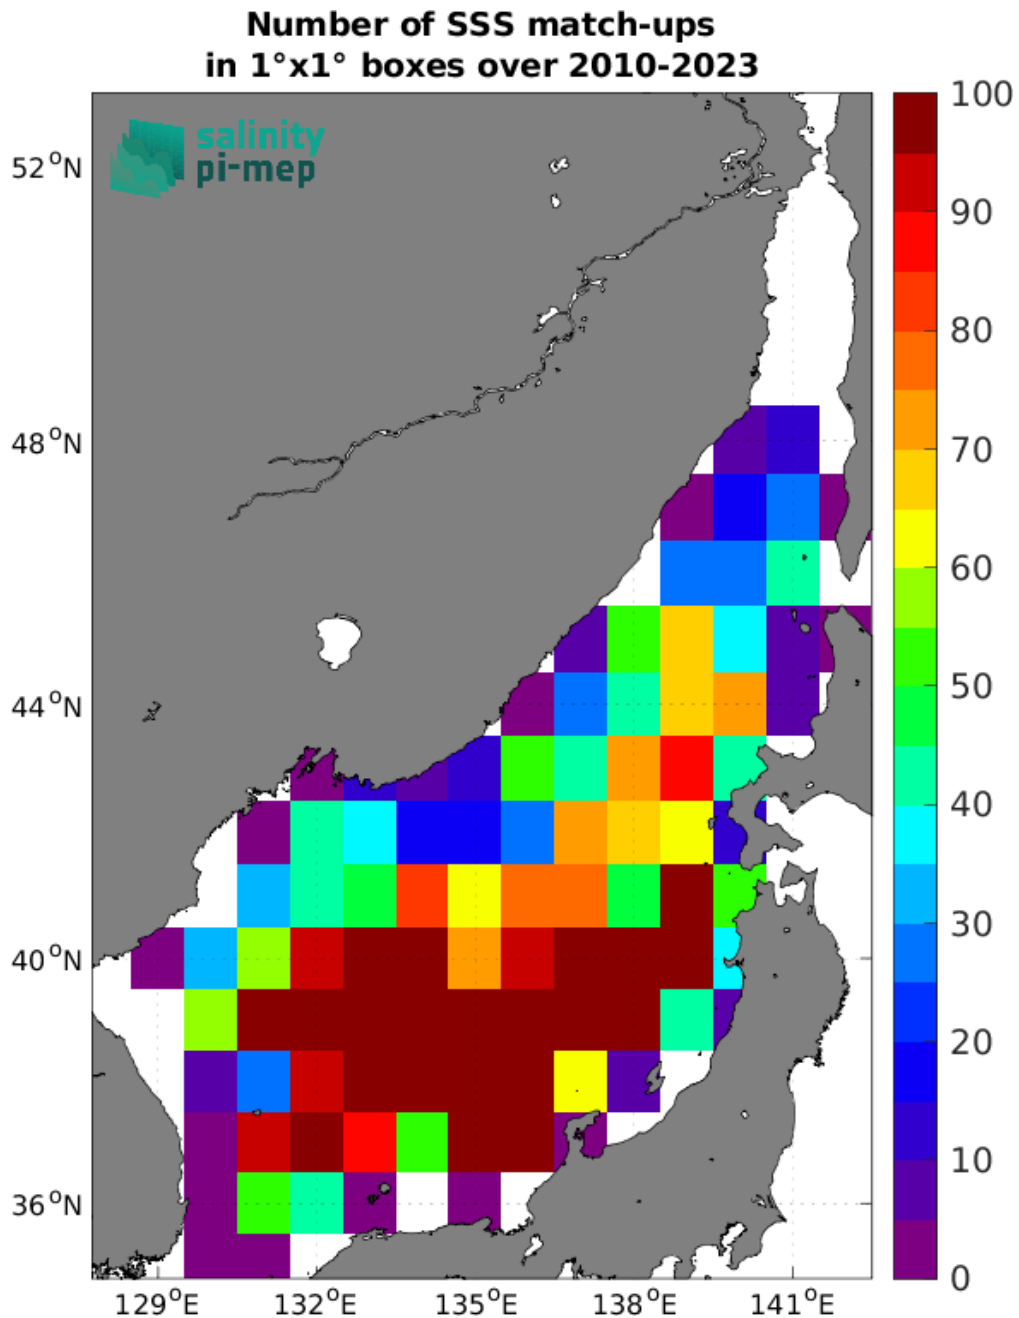 Number of SSS match-ups
in 1°x1° boxes over 2010-2023
salinity
pi-mep
52°N
48°N
44°N
40°N
36°N
129°E
132°E
135°E
138°E
141°E
100
90
80
70
60
50
40
30
20
10
0